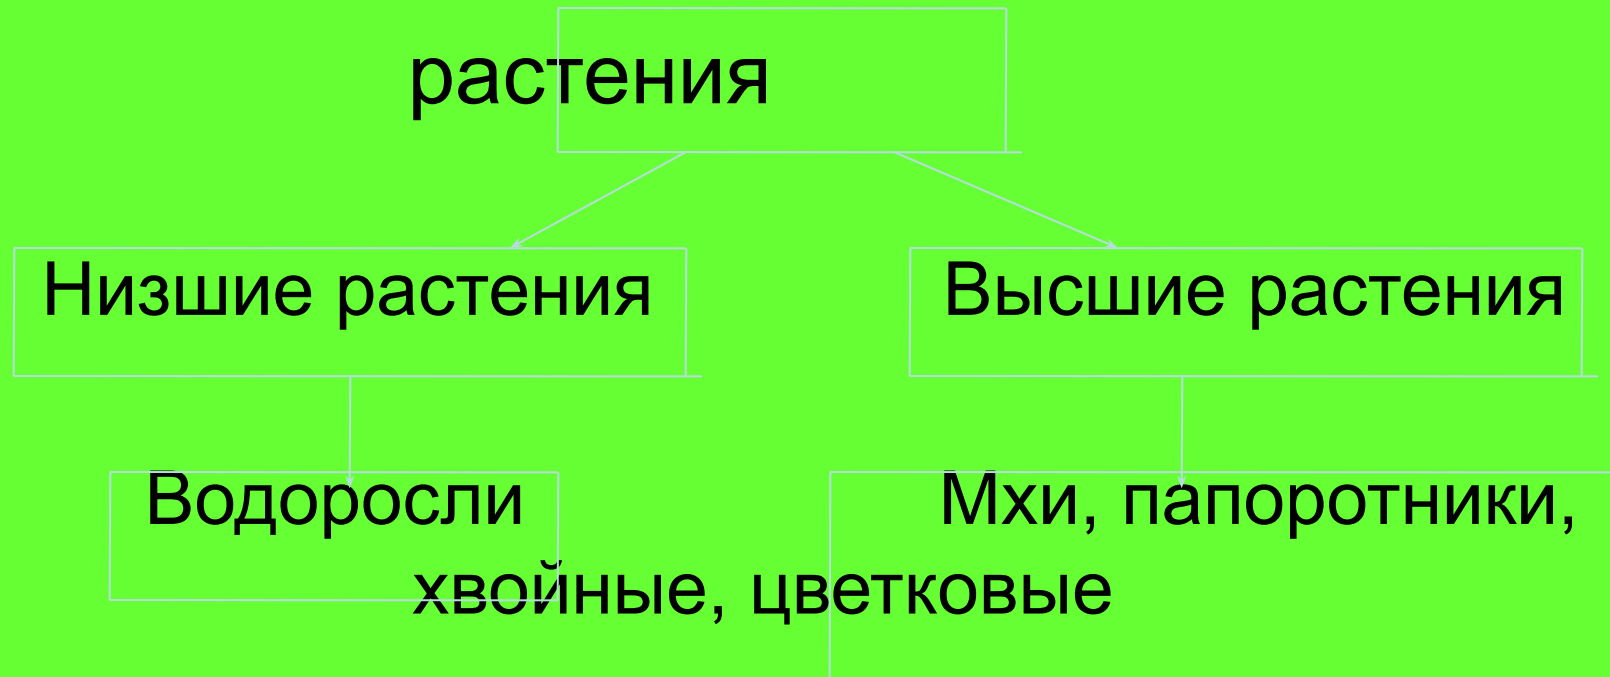 растения
Низшие растения Высшие растения
Водоросли Мхи, папоротники,
хвойные, цветковые